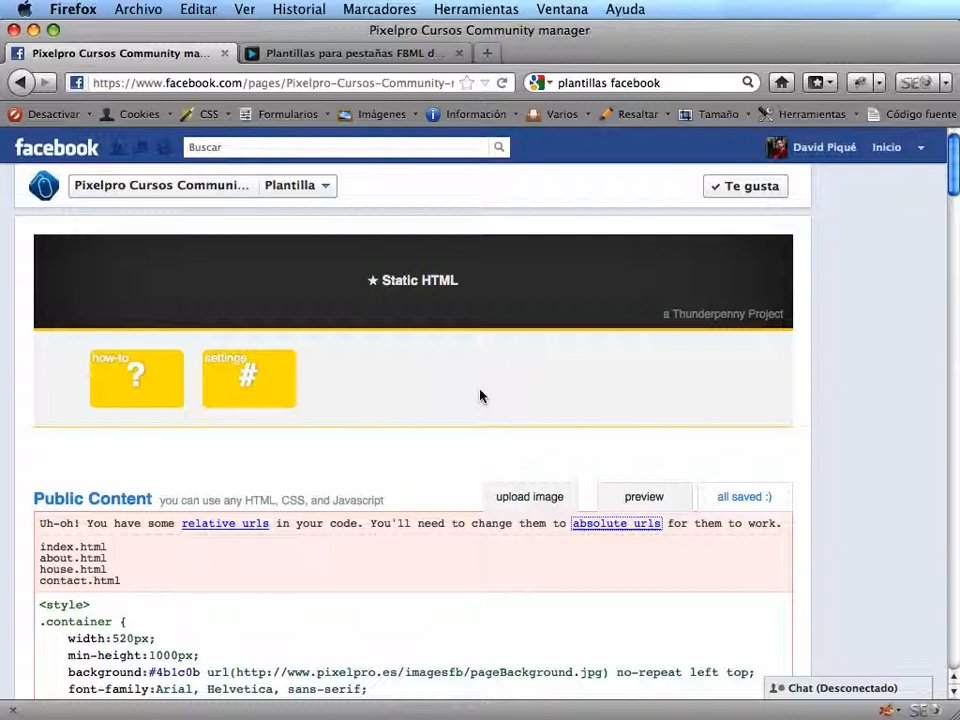 Firefox Archivo Editar Ver Historial Marcadores Herramientas Ventana Ayuda
Pixelpro Cursos Community manager
Pixelpro Cursos Community ma... Plantillas para pestañas FBML d...
https://www.facebook.com/pages/Pixelpro-Cursos-Community- plantillas facebook SEO
Desactivar Cookies CSS Formularios Imágenes Información Varios Resaltar Tamaño Herramientas Código fuente
facebook Buscar David Piqué Inicio
Pixelpro Cursos Communi... Plantilla ✓ Te gusta
★ Static HTML
a Thunderpenny Project
how-to settings
? #
Public Content you can use any HTML, CSS, and Javascript upload image preview all saved :)
Uh-oh! You have some relative urls in your code. You'll need to change them to absolute urls for them to work.
index.html
about.html
house.html
contact.html
<style>
.container {
width:520px;
min-height:1000px;
background:#4b1c0b url(http://www.pixelpro.es/imagesfb/pageBackground.jpg) no-repeat left top;
font-family:Arial, Helvetica, sans-serif;
Chat (Desconectado)